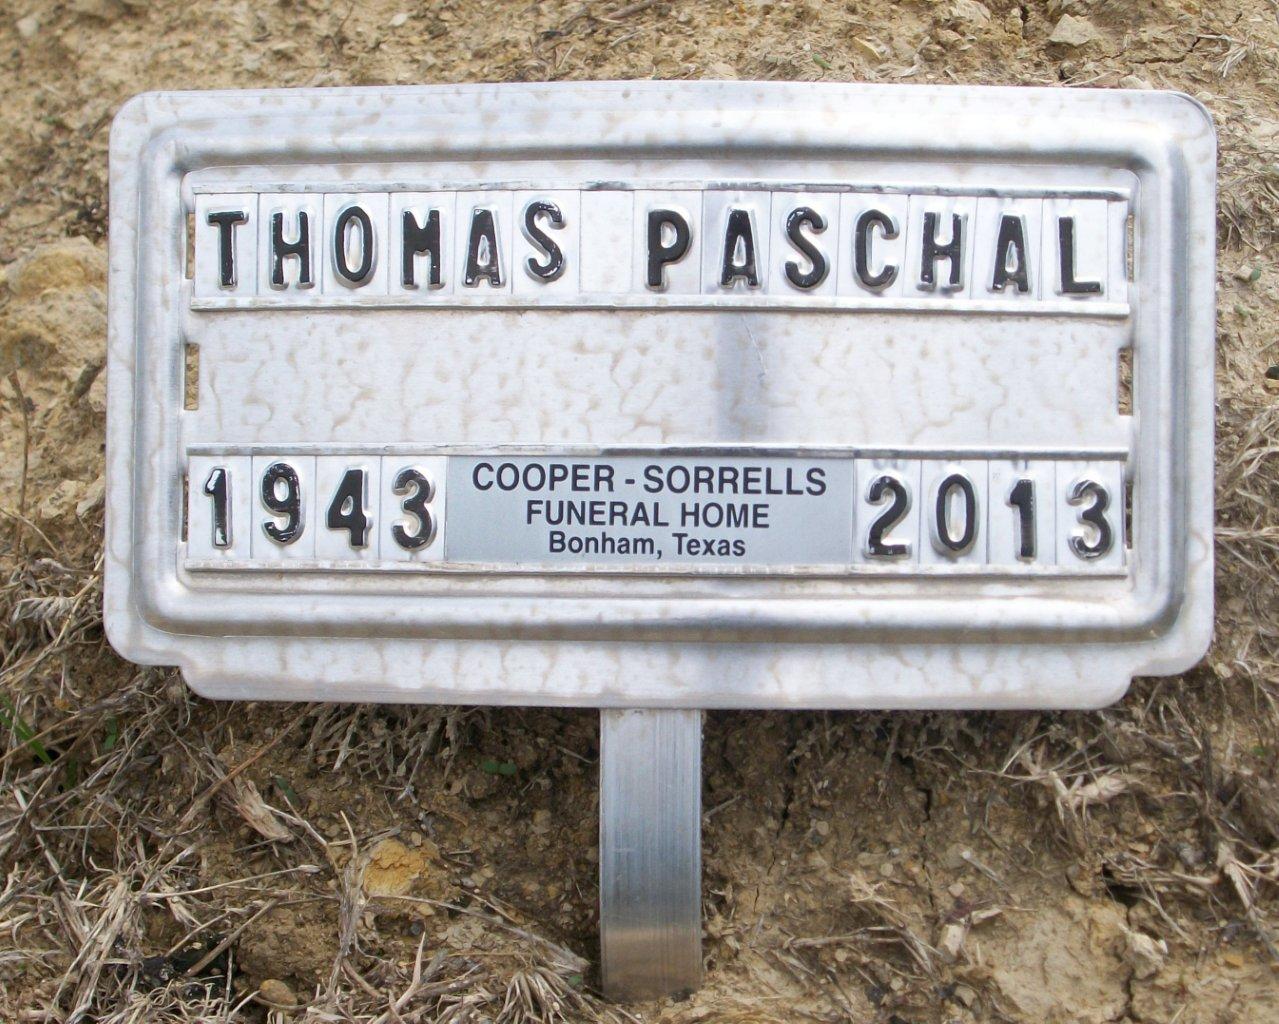 THOMAS PASCHAL
1943 COOPER - SORRELLS 2013
FUNERAL HOME
Bonham, Texas